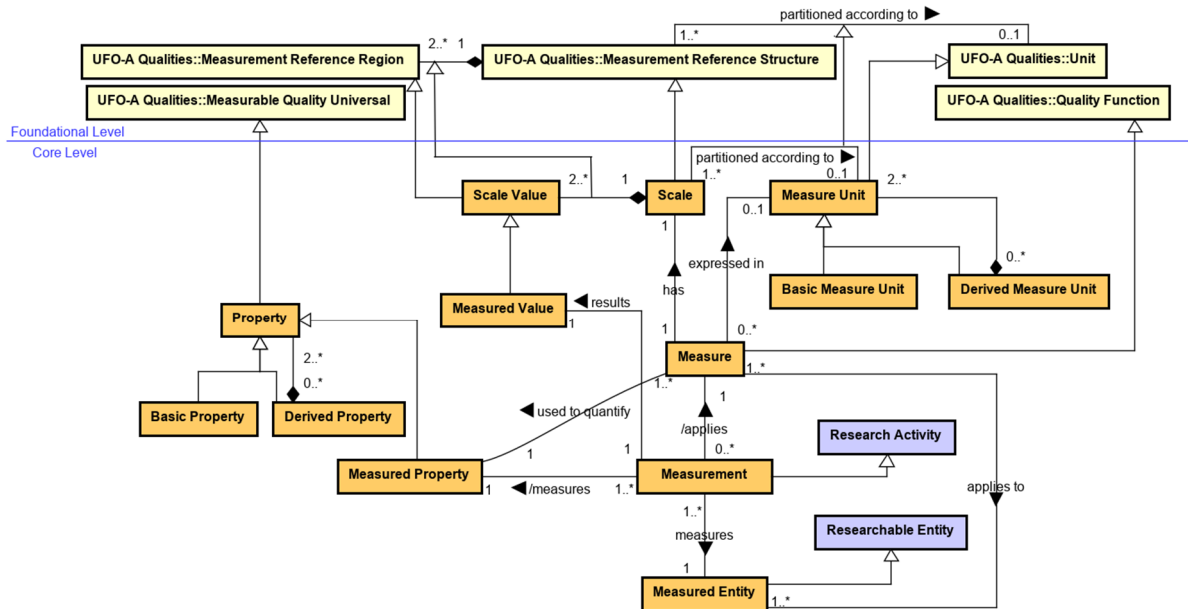 partitioned according to ►
1..*
0..1
2..*
1
UFO-A Qualities::Measurement Reference Region
UFO-A Qualities::Measurement Reference Structure
UFO-A Qualities::Unit
UFO-A Qualities::Measurable Quality Universal
UFO-A Qualities::Quality Function
Foundational Level
Core Level
partitioned according to ►
1..*
0..1
2..*
1
2..*
Scale Value
Scale
Measure Unit
1
0..1
expressed in
0..*
has
Basic Measure Unit
Derived Measure Unit
Measured Value
◄ results
1
Property
1
0..*
Measure
2..*
0..*
1..*
1..*
1
Basic Property
Derived Property
◄ used to quantify
/applies
Research Activity
1
1
0..*
Measured Property
Measurement
1
◄ /measures
1..*
applies to
1..*
measures
Researchable Entity
1
Measured Entity
1..*